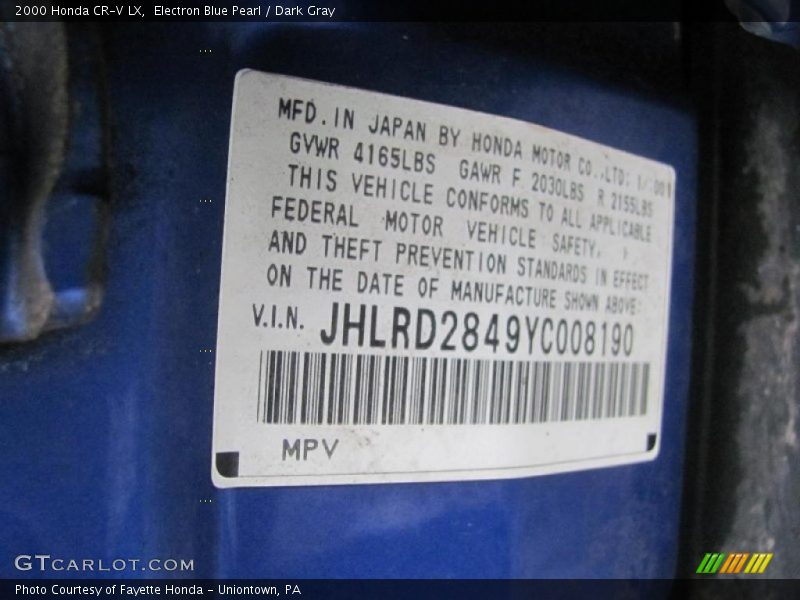 2000 Honda CR-V LX, Electron Blue Pearl / Dark Gray
MFD. IN JAPAN BY HONDA MOTOR CO.,LTD.
GVWR 4165LBS GAWR F 2030LBS R 2155LBS
THIS VEHICLE CONFORMS TO ALL APPLICABLE
FEDERAL MOTOR VEHICLE SAFETY,
AND THEFT PREVENTION STANDARDS IN EFFECT
ON THE DATE OF MANUFACTURE SHOWN ABOVE.
V.I.N. JHLRD2849YC008190
MPV
GTCARLOT.COM
Photo Courtesy of Fayette Honda - Uniontown, PA